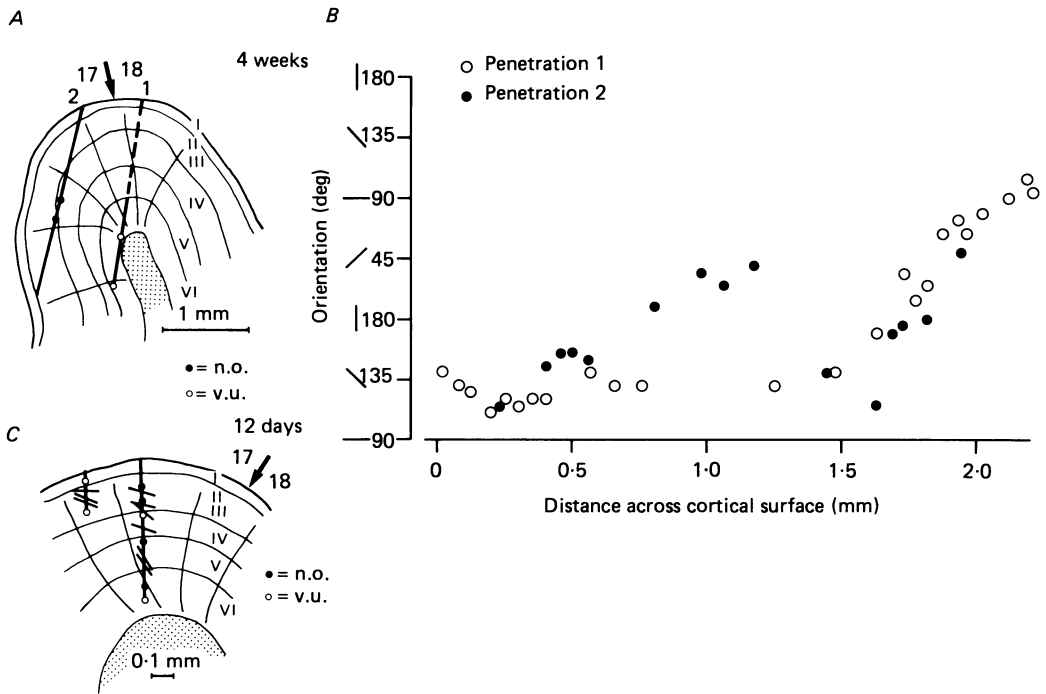 A
4 weeks
17 18
2 1
I
II
III
IV
V
VI
1 mm
● = n.o.
○ = v.u.
B
○ Penetration 1
● Penetration 2
Orientation (deg)
180
135
90
45
180
135
90
0 0·5 1·0 1·5 2·0
Distance across cortical surface (mm)
C
12 days
17
18
I
II
III
IV
V
VI
● = n.o.
○ = v.u.
0·1 mm